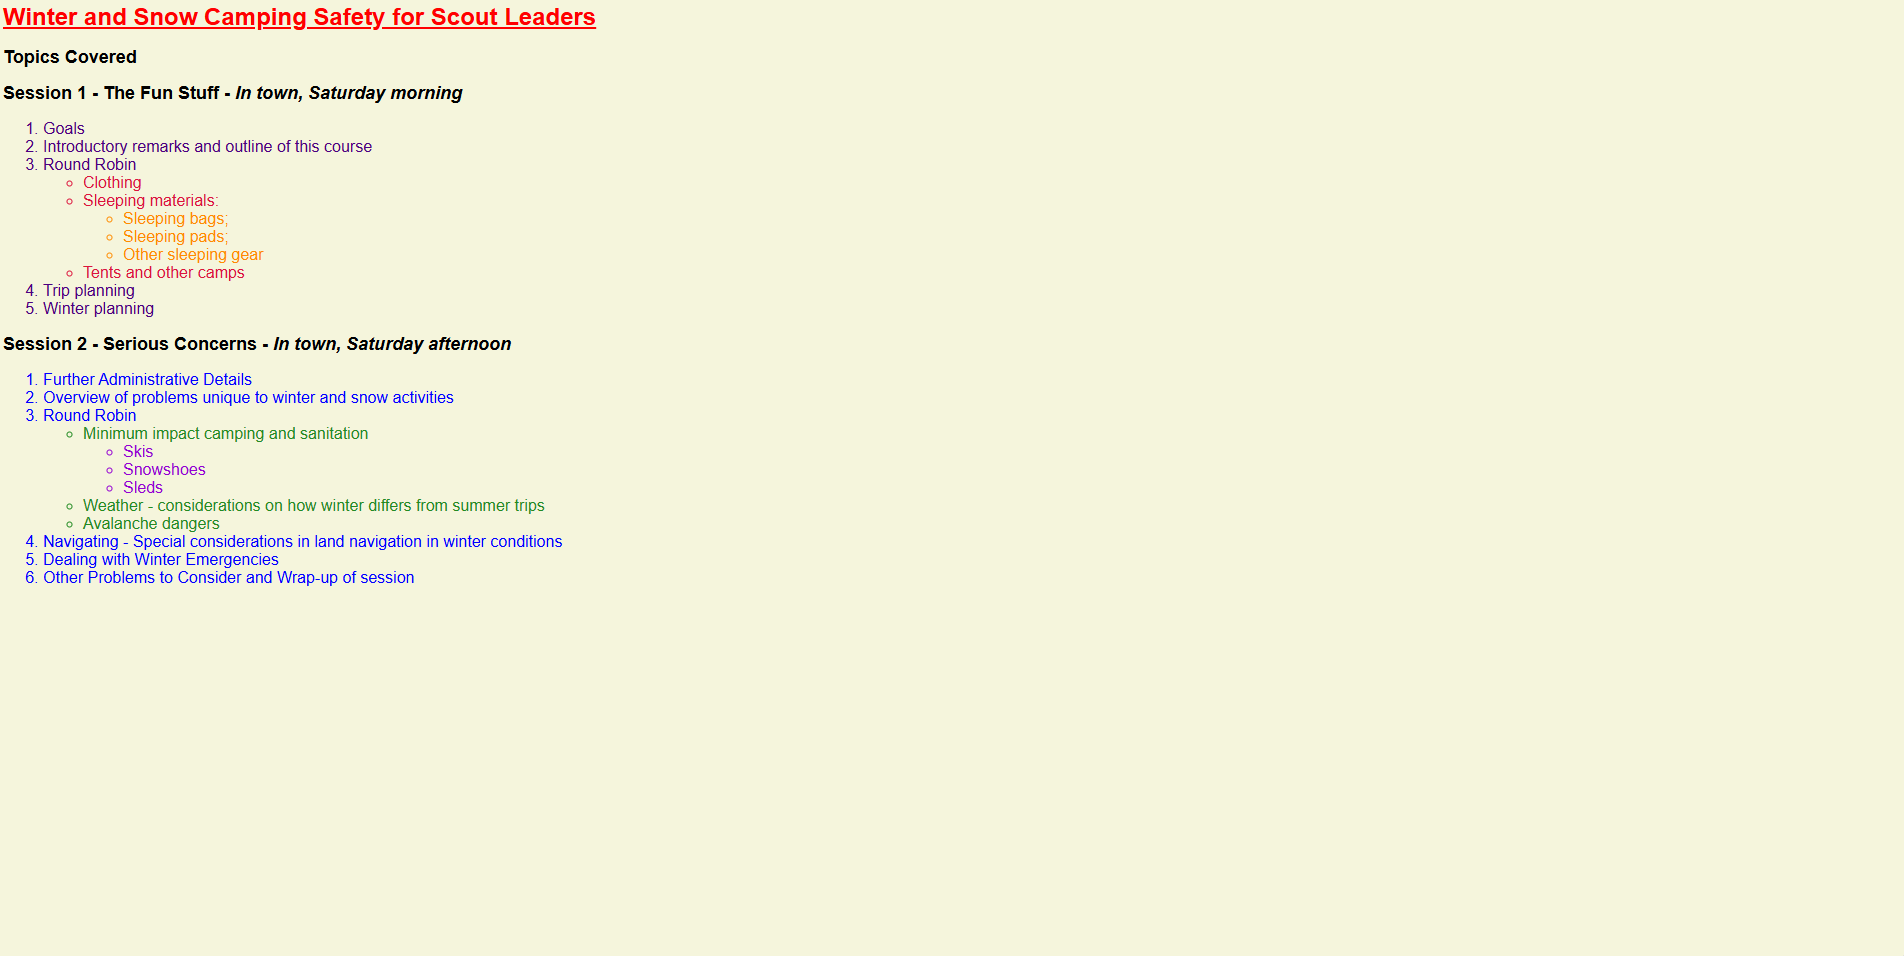 Winter and Snow Camping Safety for Scout Leaders
Topics Covered
Session 1 - The Fun Stuff - In town, Saturday morning
1. Goals
2. Introductory remarks and outline of this course
3. Round Robin
Clothing
Sleeping materials:
Sleeping bags;
Sleeping pads;
Other sleeping gear
Tents and other camps
4. Trip planning
5. Winter planning
Session 2 - Serious Concerns - In town, Saturday afternoon
1. Further Administrative Details
2. Overview of problems unique to winter and snow activities
3. Round Robin
Minimum impact camping and sanitation
Skis
Snowshoes
Sleds
Weather - considerations on how winter differs from summer trips
Avalanche dangers
4. Navigating - Special considerations in land navigation in winter conditions
5. Dealing with Winter Emergencies
6. Other Problems to Consider and Wrap-up of session